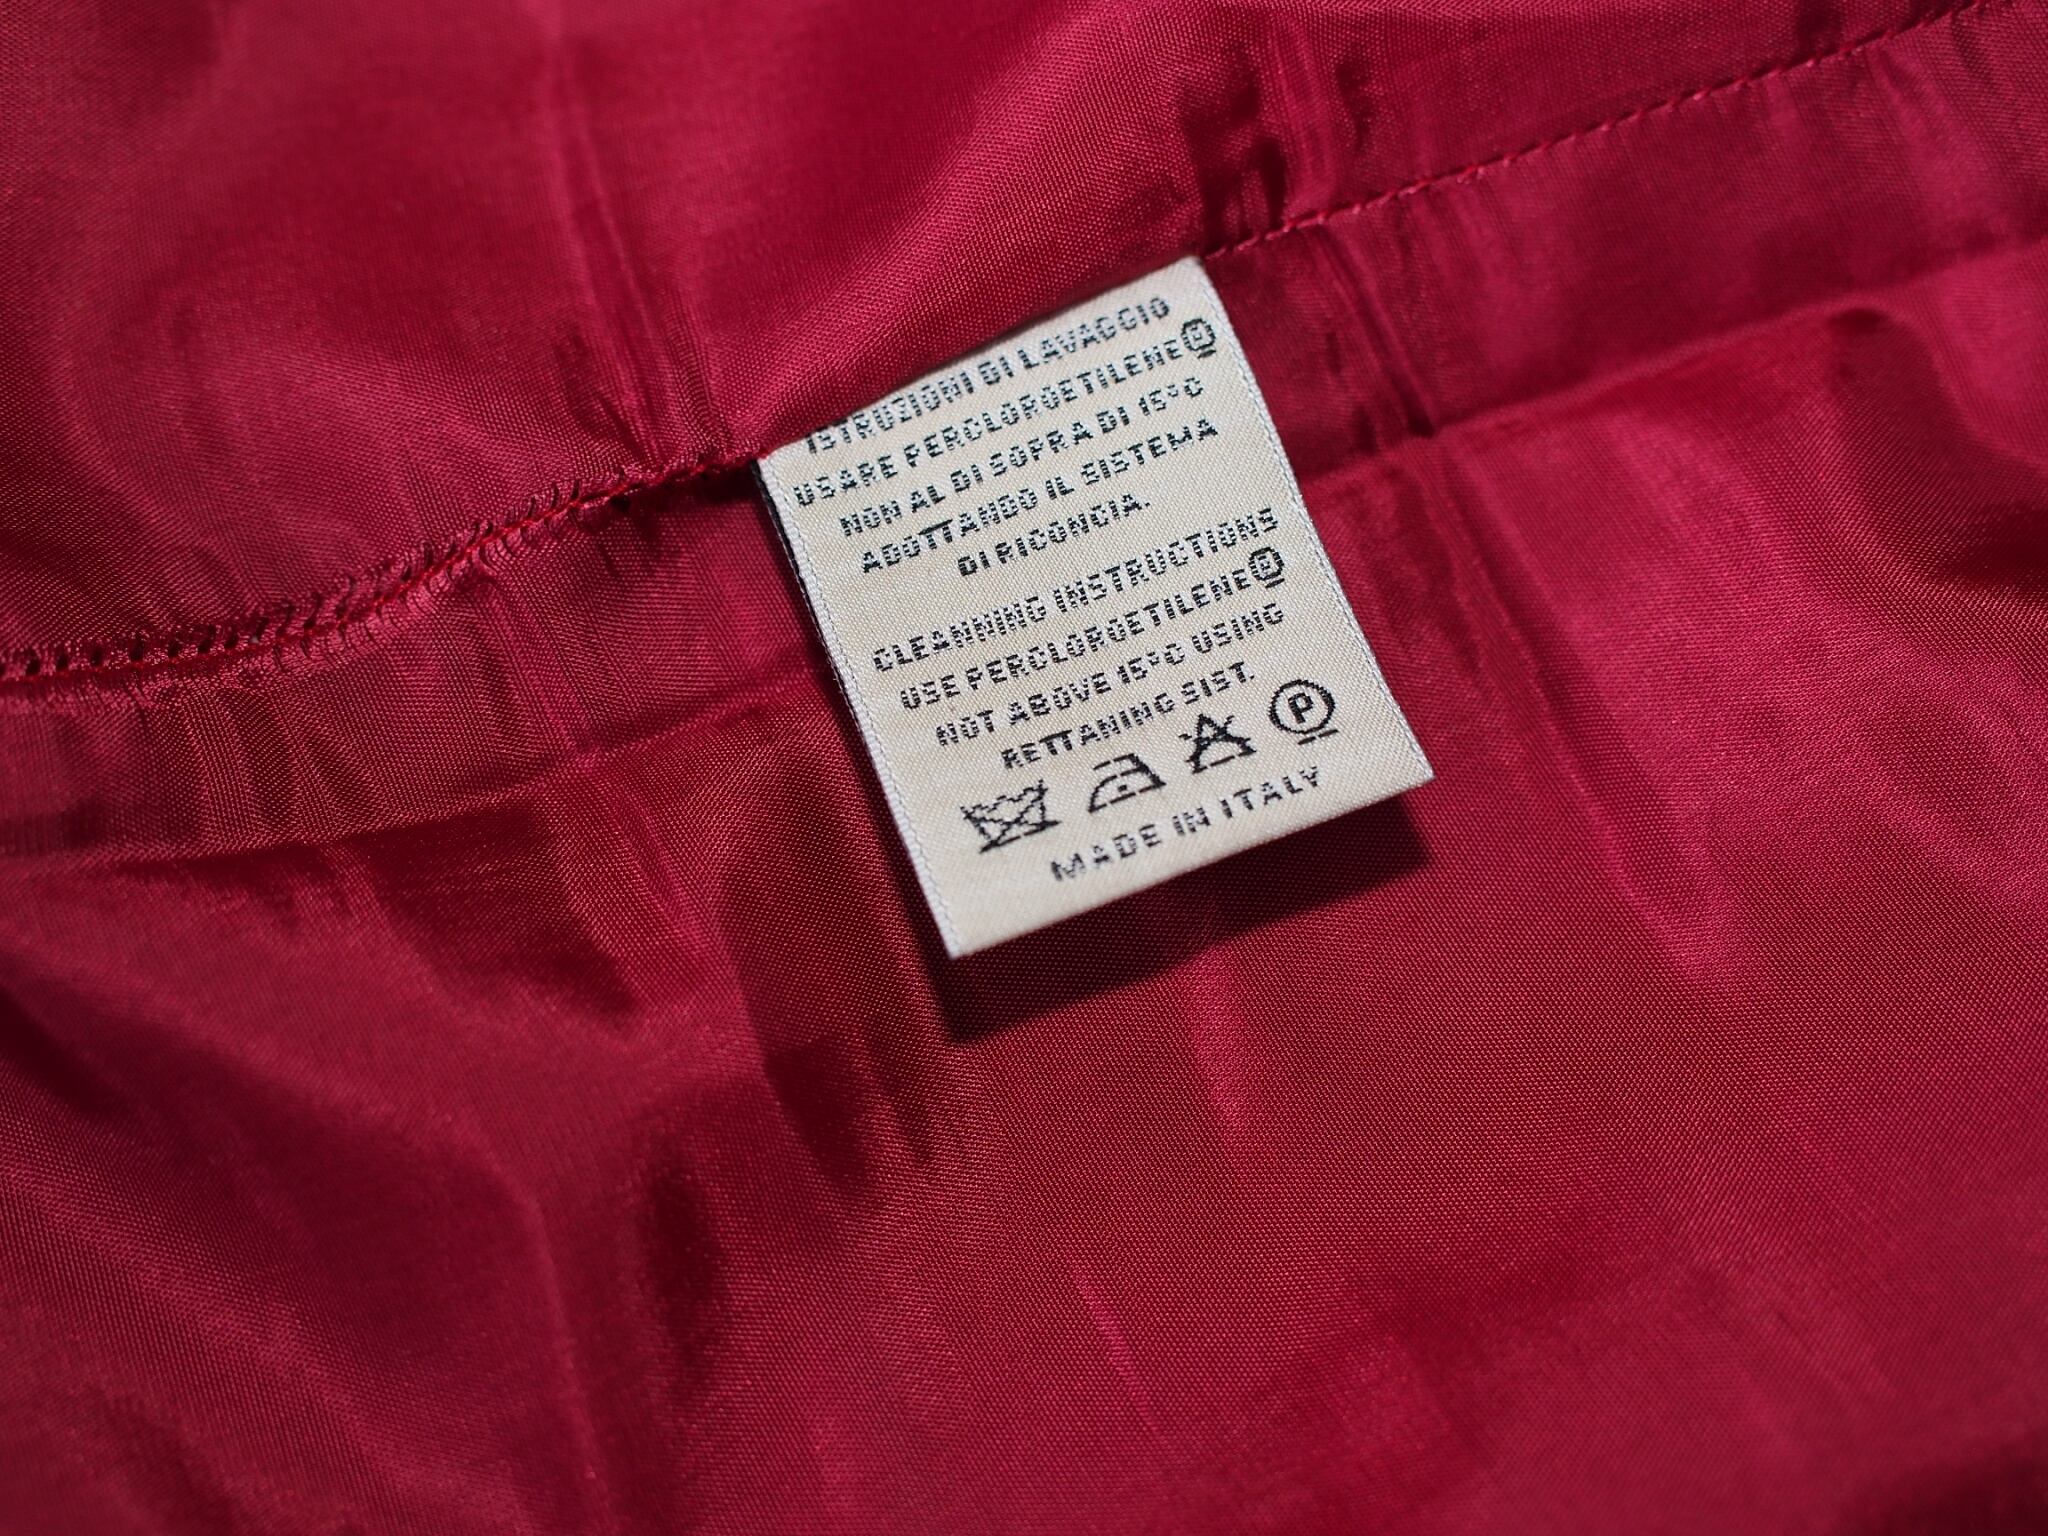 ISTRUZIONI DI LAVAGGIO
USARE PERCLOROETILENE Ⓟ
NON AL DI SOPRA DI 15°C
ADOTTANDO IL SISTEMA
DI RICONCIA.
CLEANNING INSTRUCTIONS
USE PERCLOROETILENE Ⓟ
NOT ABOVE 15°C USING
RETTANING SIST.
P
MADE IN ITALY